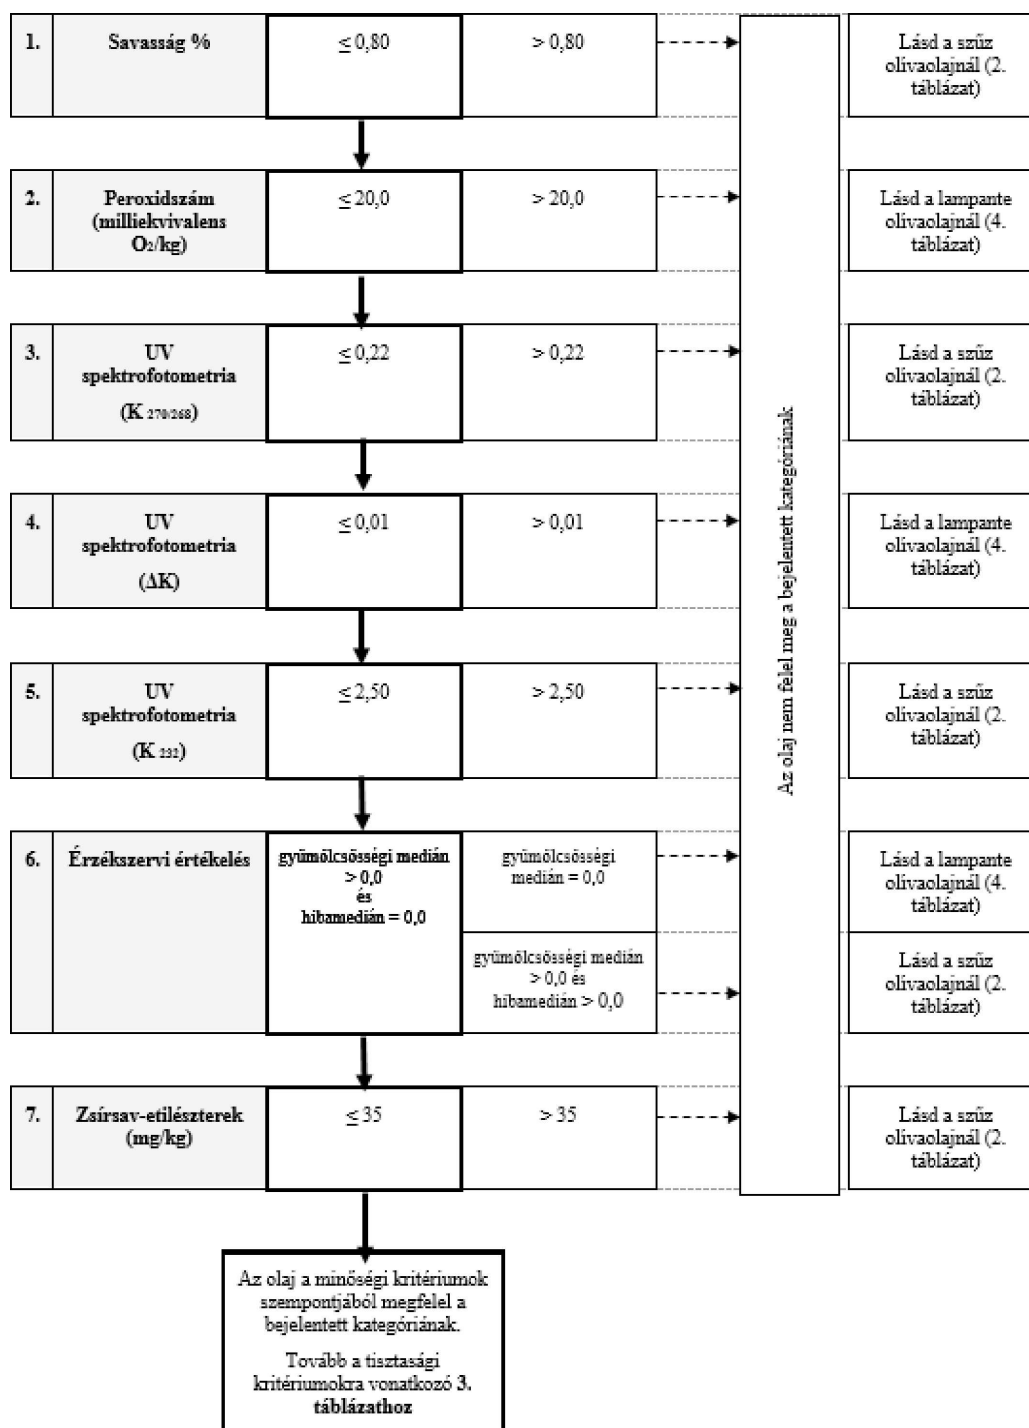 1. Savasság % ≤ 0,80 > 0,80 Lásd a szűz
olívaolajnál (2.
táblázat)
2. Peroxidszám ≤ 20,0 > 20,0 Lásd a lampante
(milliekvivalens olívaolajnál (4.
O2/kg) táblázat)
3. UV ≤ 0,22 > 0,22 Lásd a szűz
spektrofotometria olívaolajnál (2.
(K 270/268) táblázat)
4. UV ≤ 0,01 > 0,01 Lásd a lampante
spektrofotometria olívaolajnál (4.
(ΔK) táblázat)
5. UV ≤ 2,50 > 2,50 Lásd a szűz
spektrofotometria olívaolajnál (2.
(K 232) táblázat)
Az olaj nem felel meg a bejelentett kategóriának
6. Érzékszervi értékelés
gyümölcsösségi medián
> 0,0
és
hibamedián = 0,0
gyümölcsösségi
medián = 0,0
Lásd a lampante
olívaolajnál (4.
táblázat)
gyümölcsösségi medián
> 0,0 és
hibamedián > 0,0
Lásd a szűz
olívaolajnál (2.
táblázat)
7. Zsírsav-etilészterek ≤ 35 > 35 Lásd a szűz
(mg/kg) olívaolajnál (2.
táblázat)
Az olaj a minőségi kritériumok
szempontjából megfelel a
bejelentett kategóriának.
Tovább a tisztasági
kritériumokra vonatkozó 3.
táblázathoz